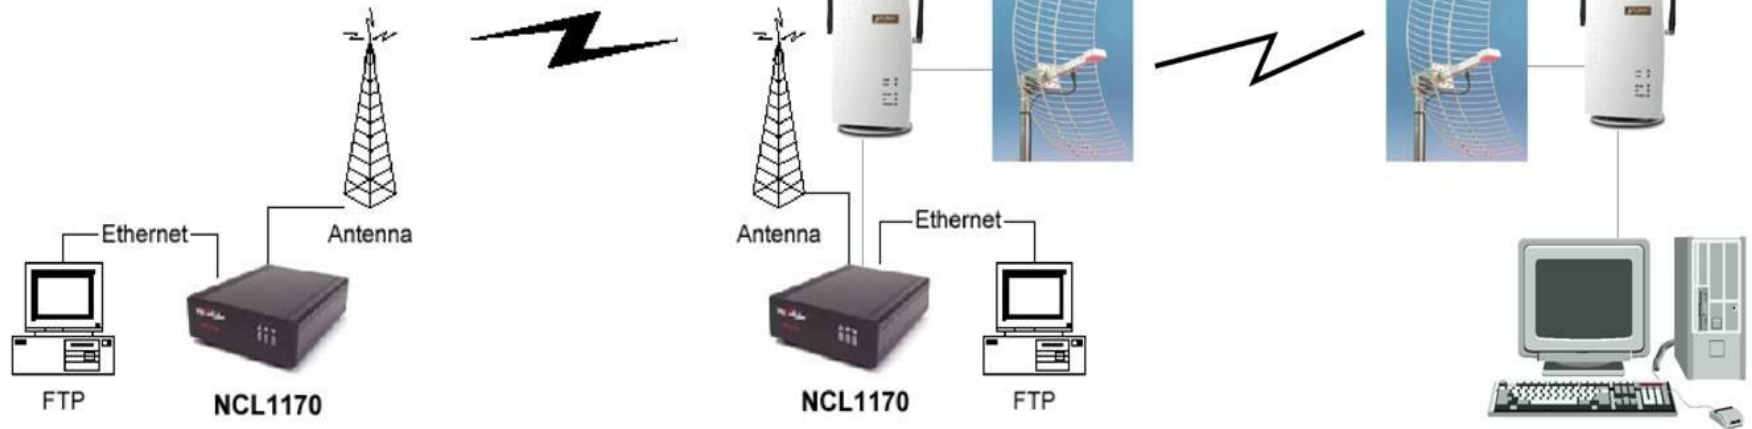 Ethernet
Antenna
FTP
NCL1170
Antenna
Ethernet
NCL1170
FTP